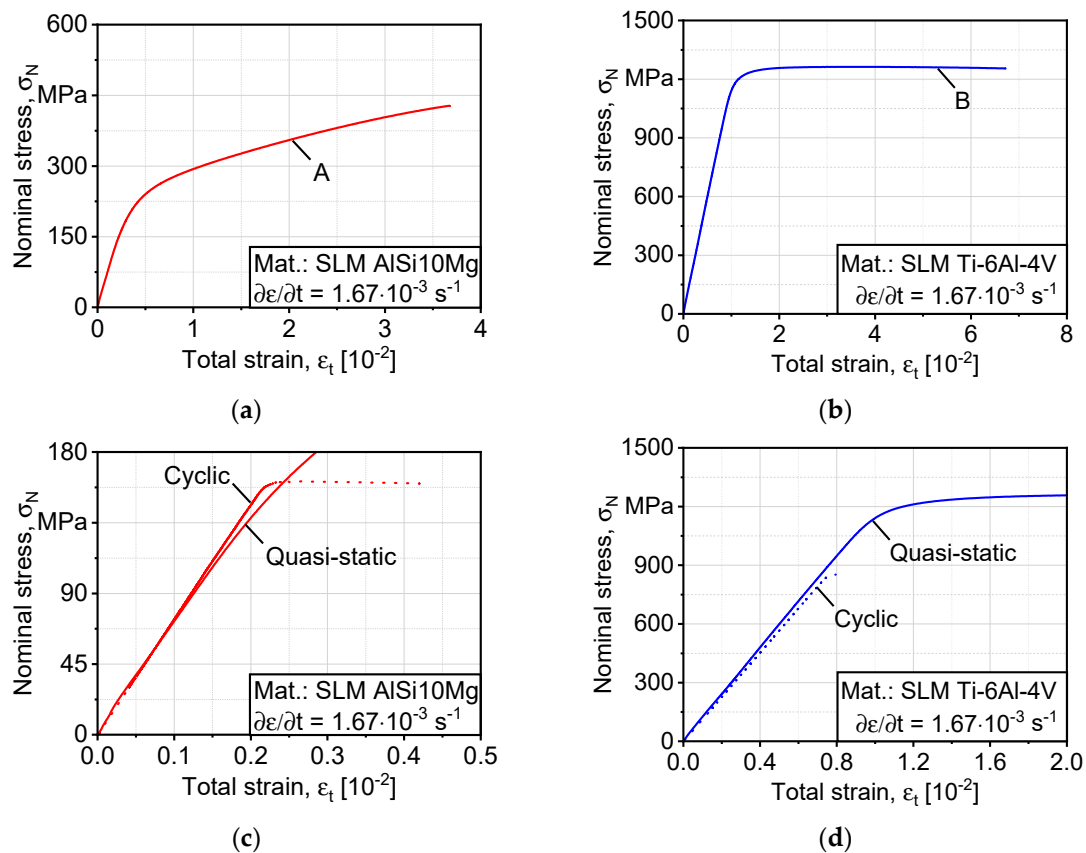 600
MPa
300
150
0
0
1
2
3
4
Nominal stress, σN
Total strain, εt [10-2]
A
Mat.: SLM AlSi10Mg
∂ε/∂t = 1.67·10-3 s-1
(a)
1500
MPa
900
600
300
0
0
2
4
6
8
Nominal stress, σN
Total strain, εt [10-2]
B
Mat.: SLM Ti-6Al-4V
∂ε/∂t = 1.67·10-3 s-1
(b)
180
MPa
90
45
0
0.0
0.1
0.2
0.3
0.4
0.5
Nominal stress, σN
Total strain, εt [10-2]
Cyclic
Quasi-static
Mat.: SLM AlSi10Mg
∂ε/∂t = 1.67·10-3 s-1
(c)
1500
MPa
900
600
300
0
0.0
0.4
0.8
1.2
1.6
2.0
Nominal stress, σN
Total strain, εt [10-2]
Quasi-static
Cyclic
Mat.: SLM Ti-6Al-4V
∂ε/∂t = 1.67·10-3 s-1
(d)